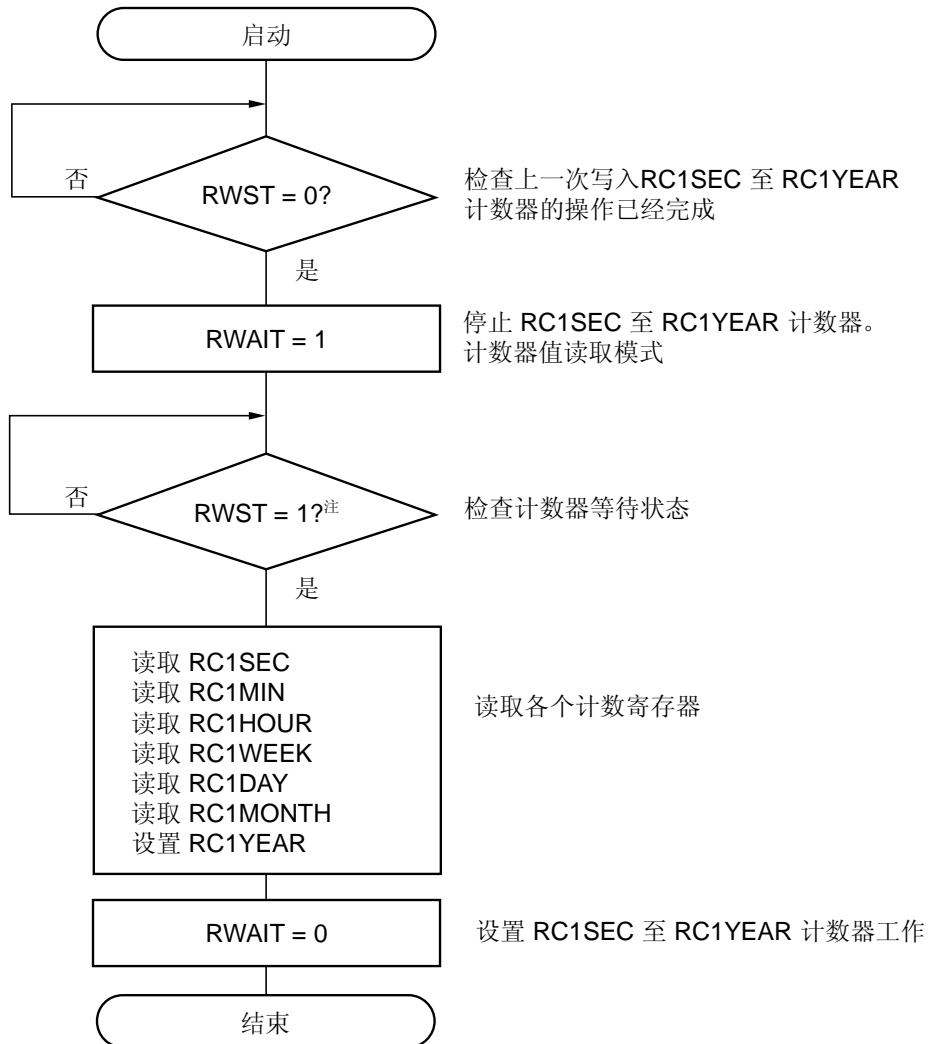 启动
否
RWST = 0?
检查上一次写入RC1SEC 至 RC1YEAR
计数器的操作已经完成
是
RWAIT = 1
停止 RC1SEC 至 RC1YEAR 计数器。
计数器值读取模式
否
RWST = 1?注
检查计数器等待状态
是
读取 RC1SEC
读取 RC1MIN
读取 RC1HOUR
读取 RC1WEEK
读取 RC1DAY
读取 RC1MONTH
设置 RC1YEAR
读取各个计数寄存器
RWAIT = 0
设置 RC1SEC 至 RC1YEAR 计数器工作
结束